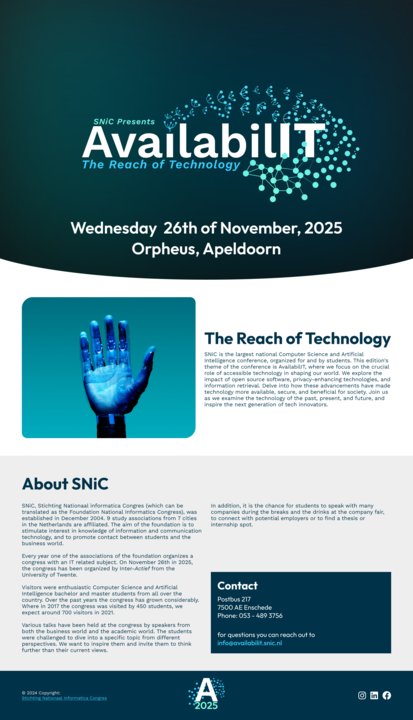 SNiC Presents
AvailabilIT
The Reach of Technology
Wednesday 26th of November, 2025
Orpheus, Apeldoorn
The Reach of Technology
SNiC is the largest national Computer Science and Artificial
Intelligence conference, organized for and by students. This edition's
theme of the conference is AvailabilIT, where we focus on the crucial
role of accessible technology in shaping our world. We explore the
impact of open source software, privacy-enhancing technologies, and
information retrieval. Delve into how these advancements have made
technology more available, secure, and beneficial for society. Join us
as we examine the technology of the past, present, and future, and
inspire the next generation of tech innovators.
About SNiC
SNiC, Stichting Nationaal Informatica Congres (which can be
translated as the Foundation National Informatics Congress), was
established in December 2004. 9 study associations from 7 cities
in the Netherlands are affiliated. The aim of the foundation is to
stimulate interest in knowledge of information and communication
technology, and to promote contact between students and the
business world.
Every year one of the associations of the foundation organizes a
congress with an IT related subject. On November 26th in 2025,
the congress has been organized by Inter-Actief from the
University of Twente.
Visitors were enthusiastic Computer Science and Artificial
Intelligence bachelor and master students from all over the
country. Over the past years the congress has grown considerably.
Where in 2017 the congress was visited by 450 students, we
expect around 700 visitors in 2021.
Various talks have been held at the congress by speakers from
both the business world and the academic world. The students
were challenged to dive into a specific topic from different
perspectives. We want to inspire them and invite them to think
further than their current views.
In addition, it is the chance for students to speak with many
companies during the breaks and the drinks at the company fair,
to connect with potential employers or to find a thesis or
internship spot.
Contact
Postbus 217
7500 AE Enschede
Phone: 053 - 489 3756
for questions you can reach out to
info@availabilit.snic.nl
© 2024 Copyright:
Stichting Nationaal Informatica Congres
A
2025